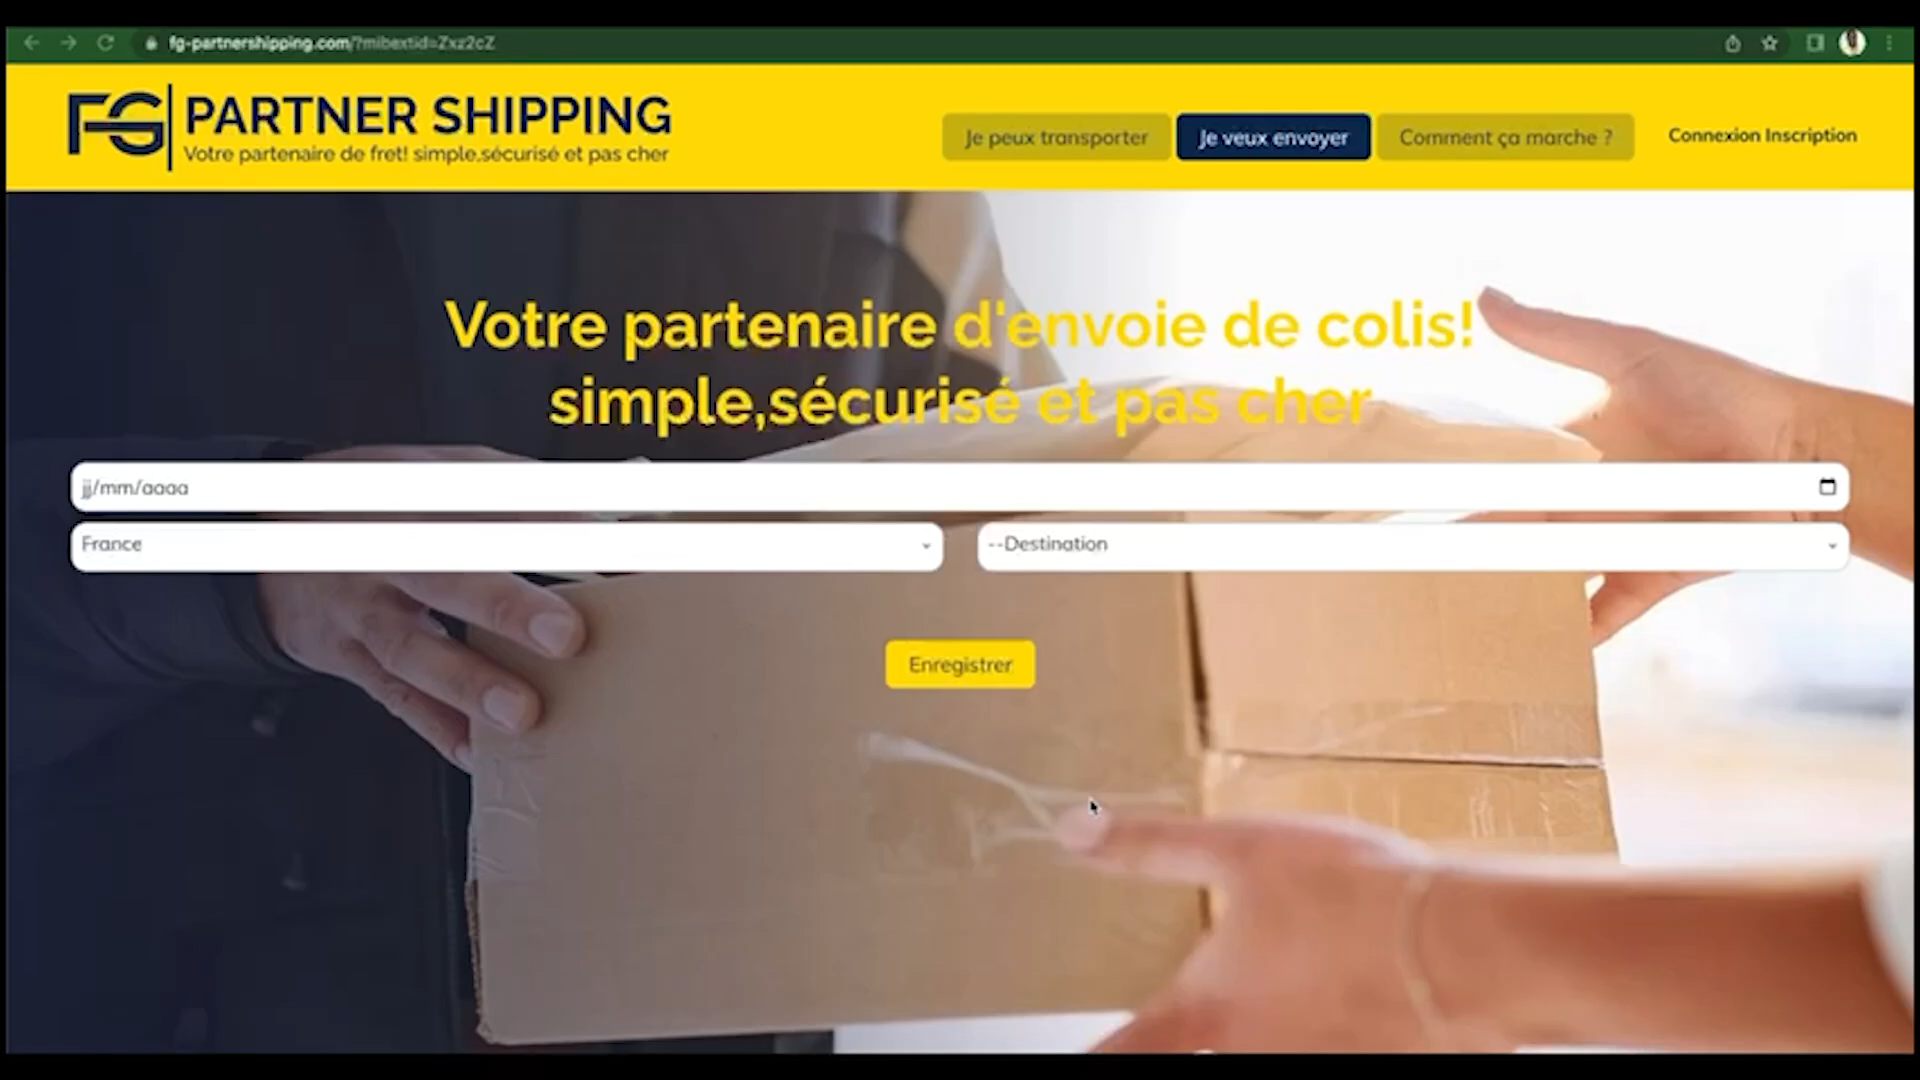 fg-partnershipping.com/?mibextid=Zxz2cZ
FG PARTNER SHIPPING
Votre partenaire de fret! simple,sécurisé et pas cher
Je peux transporter
Je veux envoyer
Comment ça marche ?
Connexion Inscription
Votre partenaire d'envoie de colis!
simple,sécurisé et pas cher
jj/mm/aaaa
France
--Destination
Enregistrer